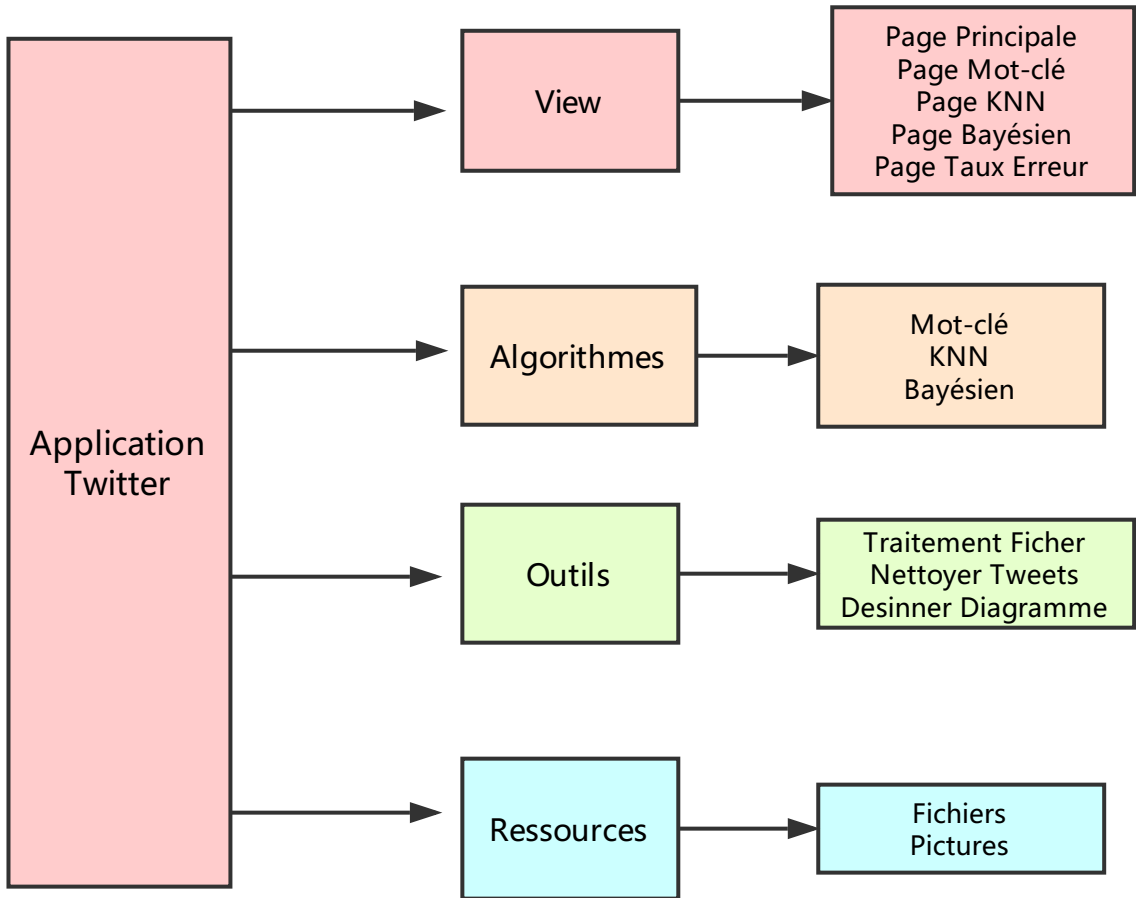 Application
Twitter
View
Page Principale
Page Mot-clé
Page KNN
Page Bayésien
Page Taux Erreur
Algorithmes
Mot-clé
KNN
Bayésien
Outils
Traitement Ficher
Nettoyer Tweets
Desinner Diagramme
Ressources
Fichiers
Pictures